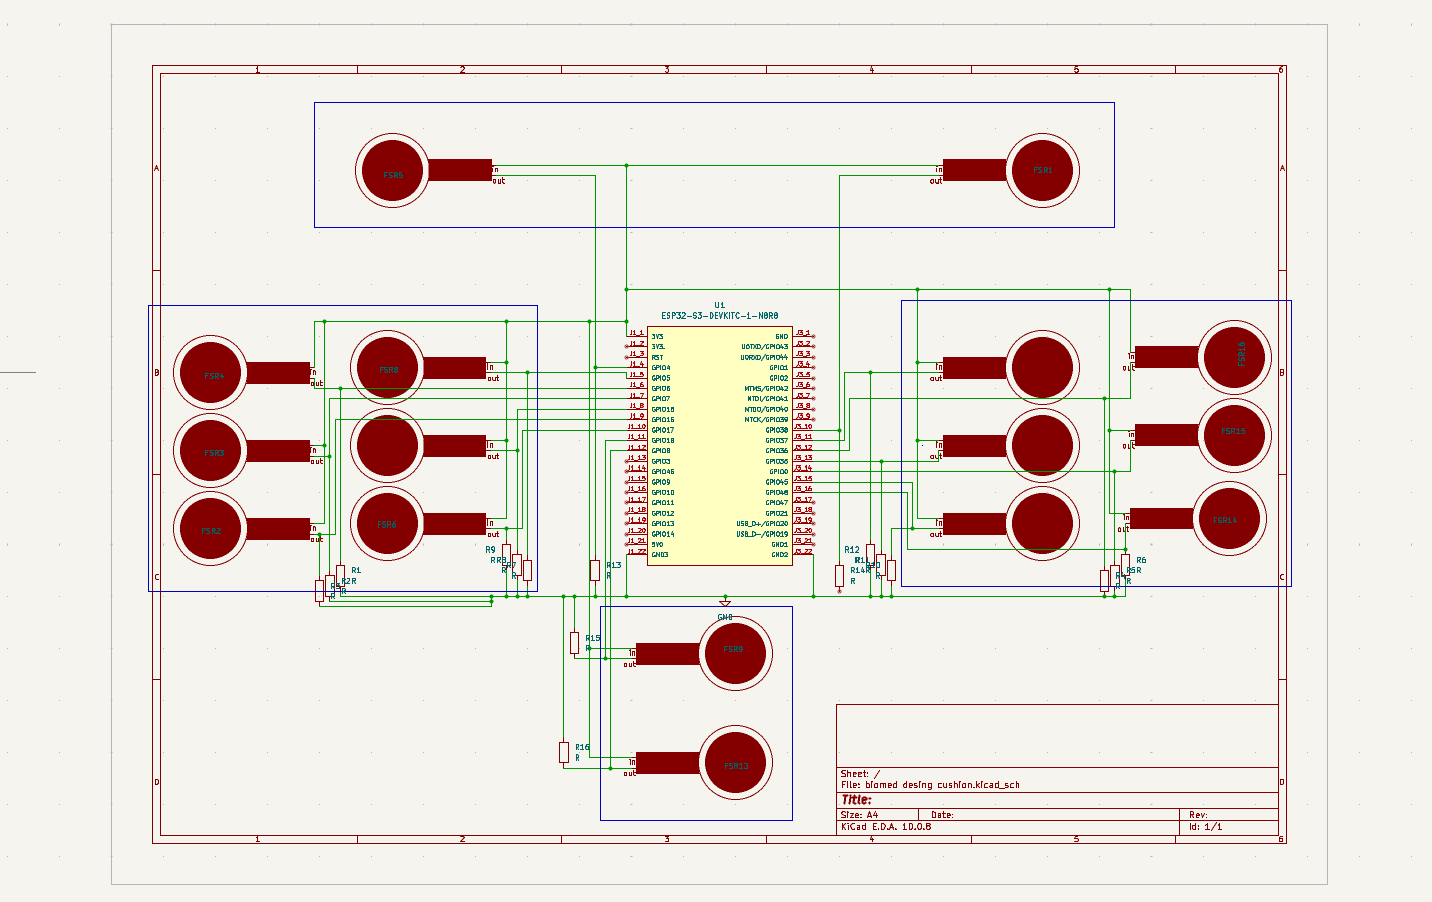 1 2 3 4 5 6
A A
FSR5
in
out
in
out
FSR1
U1
ESP32-S3-DEVKITC-1-N8R8
J1_1 3V3 GND J3_1
J1_2 3V3. U0TXD/GPIO43 J3_2
J1_3 RST U0RXD/GPIO44 J3_3
J1_4 GPIO4 GPIO1 J3_4
J1_5 GPIO5 GPIO2 J3_5
J1_6 GPIO6 MTMS/GPIO42 J3_6
J1_7 GPIO7 MTDI/GPIO41 J3_7
J1_8 GPIO15 MTDO/GPIO40 J3_8
J1_9 GPIO16 MTCK/GPIO39 J3_9
J1_10 GPIO17 GPIO38 J3_10
J1_11 GPIO18 GPIO37 J3_11
J1_12 GPIO8 GPIO36 J3_12
J1_13 GPIO3 GPIO35 J3_13
J1_14 GPIO46 GPIO0 J3_14
J1_15 GPIO9 GPIO45 J3_15
J1_16 GPIO10 GPIO48 J3_16
J1_17 GPIO11 GPIO47 J3_17
J1_18 GPIO12 GPIO21 J3_18
J1_19 GPIO13 USB_D+/GPIO20 J3_19
J1_20 GPIO14 USB_D-/GPIO19 J3_20
J1_21 5V0 GND1 J3_21
J1_22 GND3 GND2 J3_22
B B
FSR4
in
out
FSR8
in
out
in
out
in
out
FSR16
FSR3
in
out
in
out
in
out
in
out
FSR15
FSR2
out
FSR6
in
out
in
out
in
out
FSR14
C C
R1
R
R9
R
R13
R
R12
R
R14
R
R6
R
GND
R15
R
in
out
FSR9
R16
R
in
out
FSR13
D D
Sheet: /
File: biomed desing cushion.kicad_sch
Title:
Size: A4 Date: Rev:
KiCad E.D.A. 10.0.8 Id: 1/1
1 2 3 4 5 6